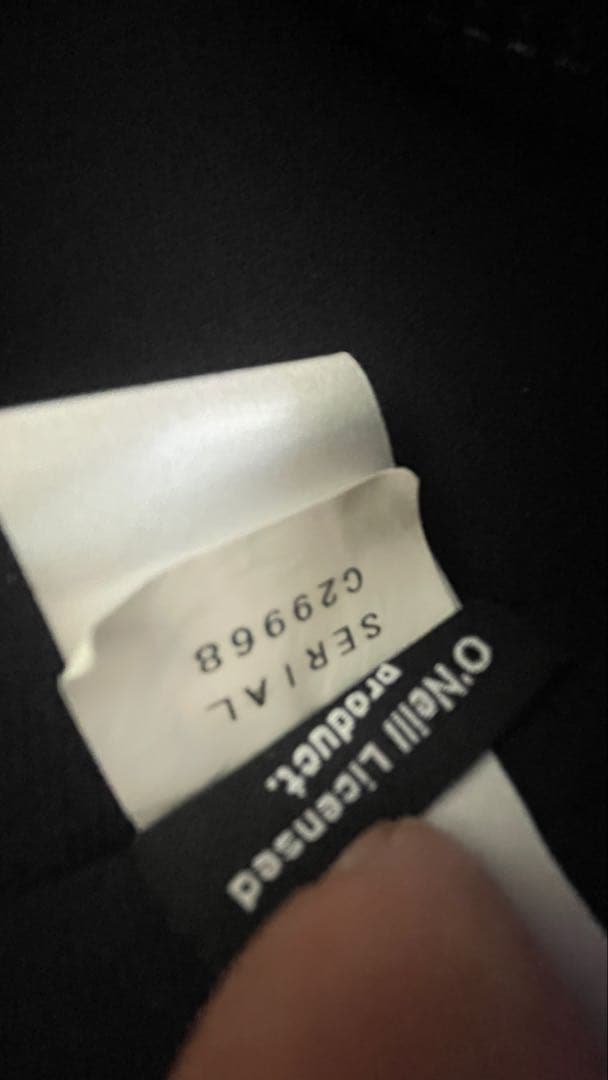 O'Neill Licensed
product.
SERIAL
C29968